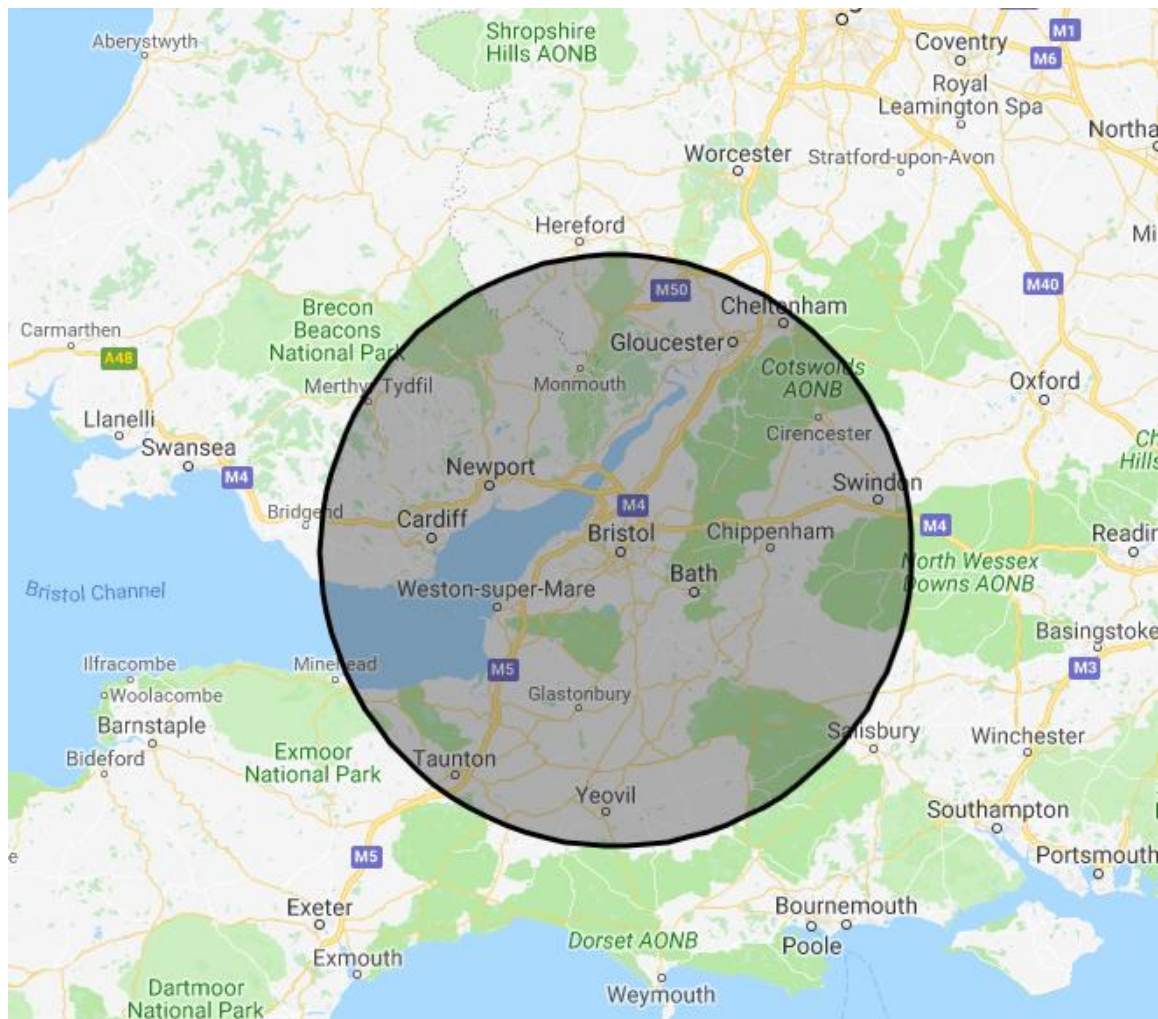 Aberystwyth
Shropshire
Hills AONB
M1
Coventry
M6
Royal
Leamington Spa
Northa
Worcester
Stratford-upon-Avon
Hereford
Mi
M50
M40
Brecon
Beacons
National Park
Cheltenham
Carmarthen
A48
Gloucester
Cotswolds
AONB
Merthyr Tydfil
Monmouth
Oxford
Llanelli
Cirencester
Ch
Hills
Swansea
M4
Newport
Swindon
Bridgend
Cardiff
M4
Bristol
Chippenham
M4
Readin
North Wessex
Downs AONB
Bristol Channel
Weston-super-Mare
Bath
Basingstoke
Ilfracombe
Minehead
M5
M3
Woolacombe
Glastonbury
Barnstaple
Salisbury
Winchester
Bideford
Exmoor
National Park
Taunton
Yeovil
Southampton
M5
Portsmouth
e
Exeter
Bournemouth
Poole
Dorset AONB
Exmouth
Dartmoor
National Park
Weymouth